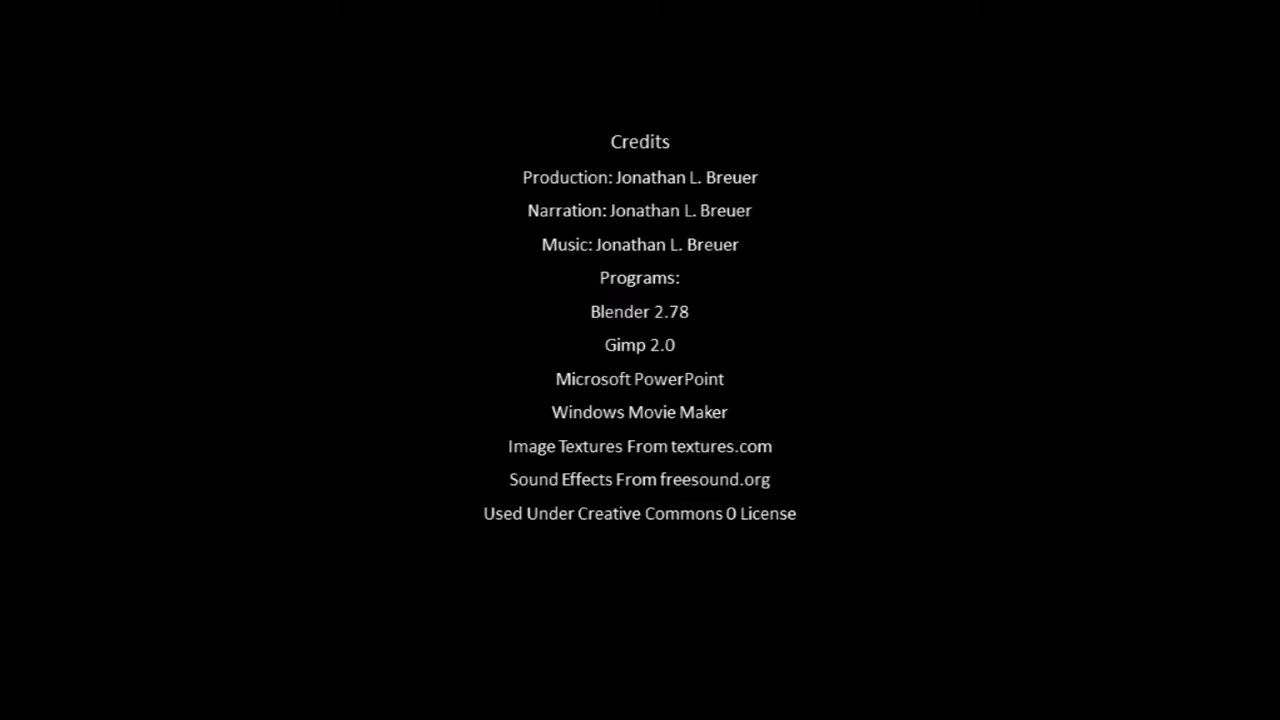 Credits
Production: Jonathan L. Breuer
Narration: Jonathan L. Breuer
Music: Jonathan L. Breuer
Programs:
Blender 2.78
Gimp 2.0
Microsoft PowerPoint
Windows Movie Maker
Image Textures From textures.com
Sound Effects From freesound.org
Used Under Creative Commons 0 License